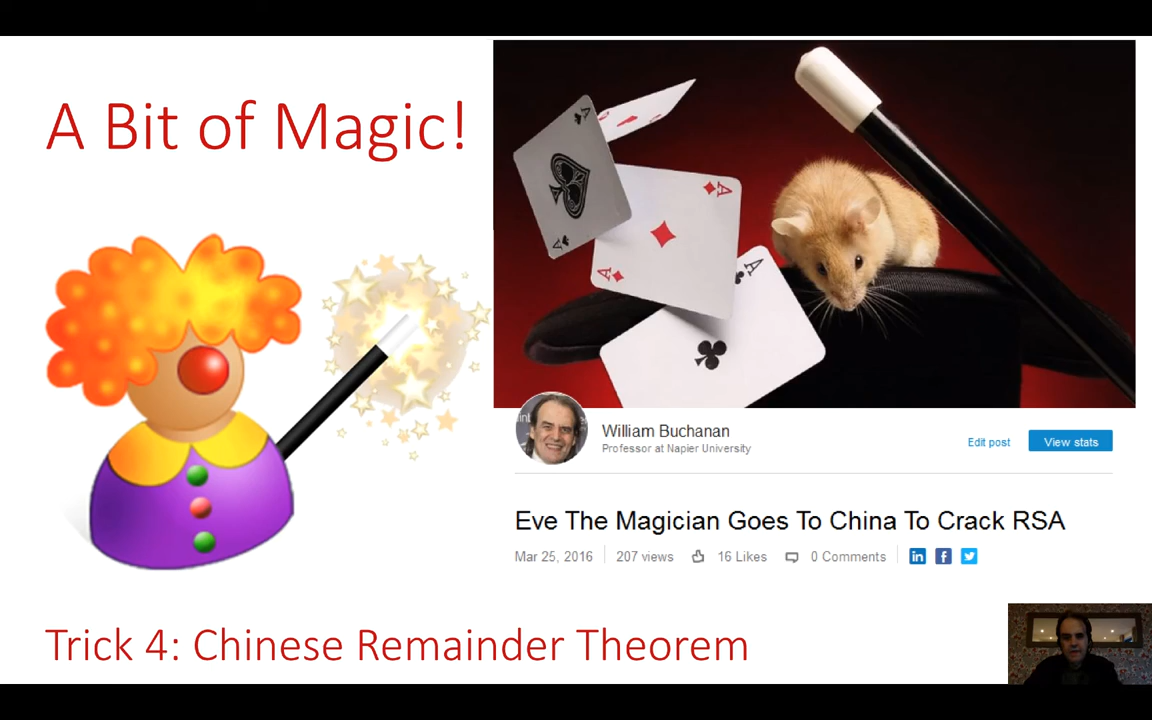 A Bit of Magic!
A
A
A
A
A
William Buchanan
Professor at Napier University
Edit post
View stats
Eve The Magician Goes To China To Crack RSA
Mar 25, 2016
207 views
16 Likes
0 Comments
in
f
Trick 4: Chinese Remainder Theorem